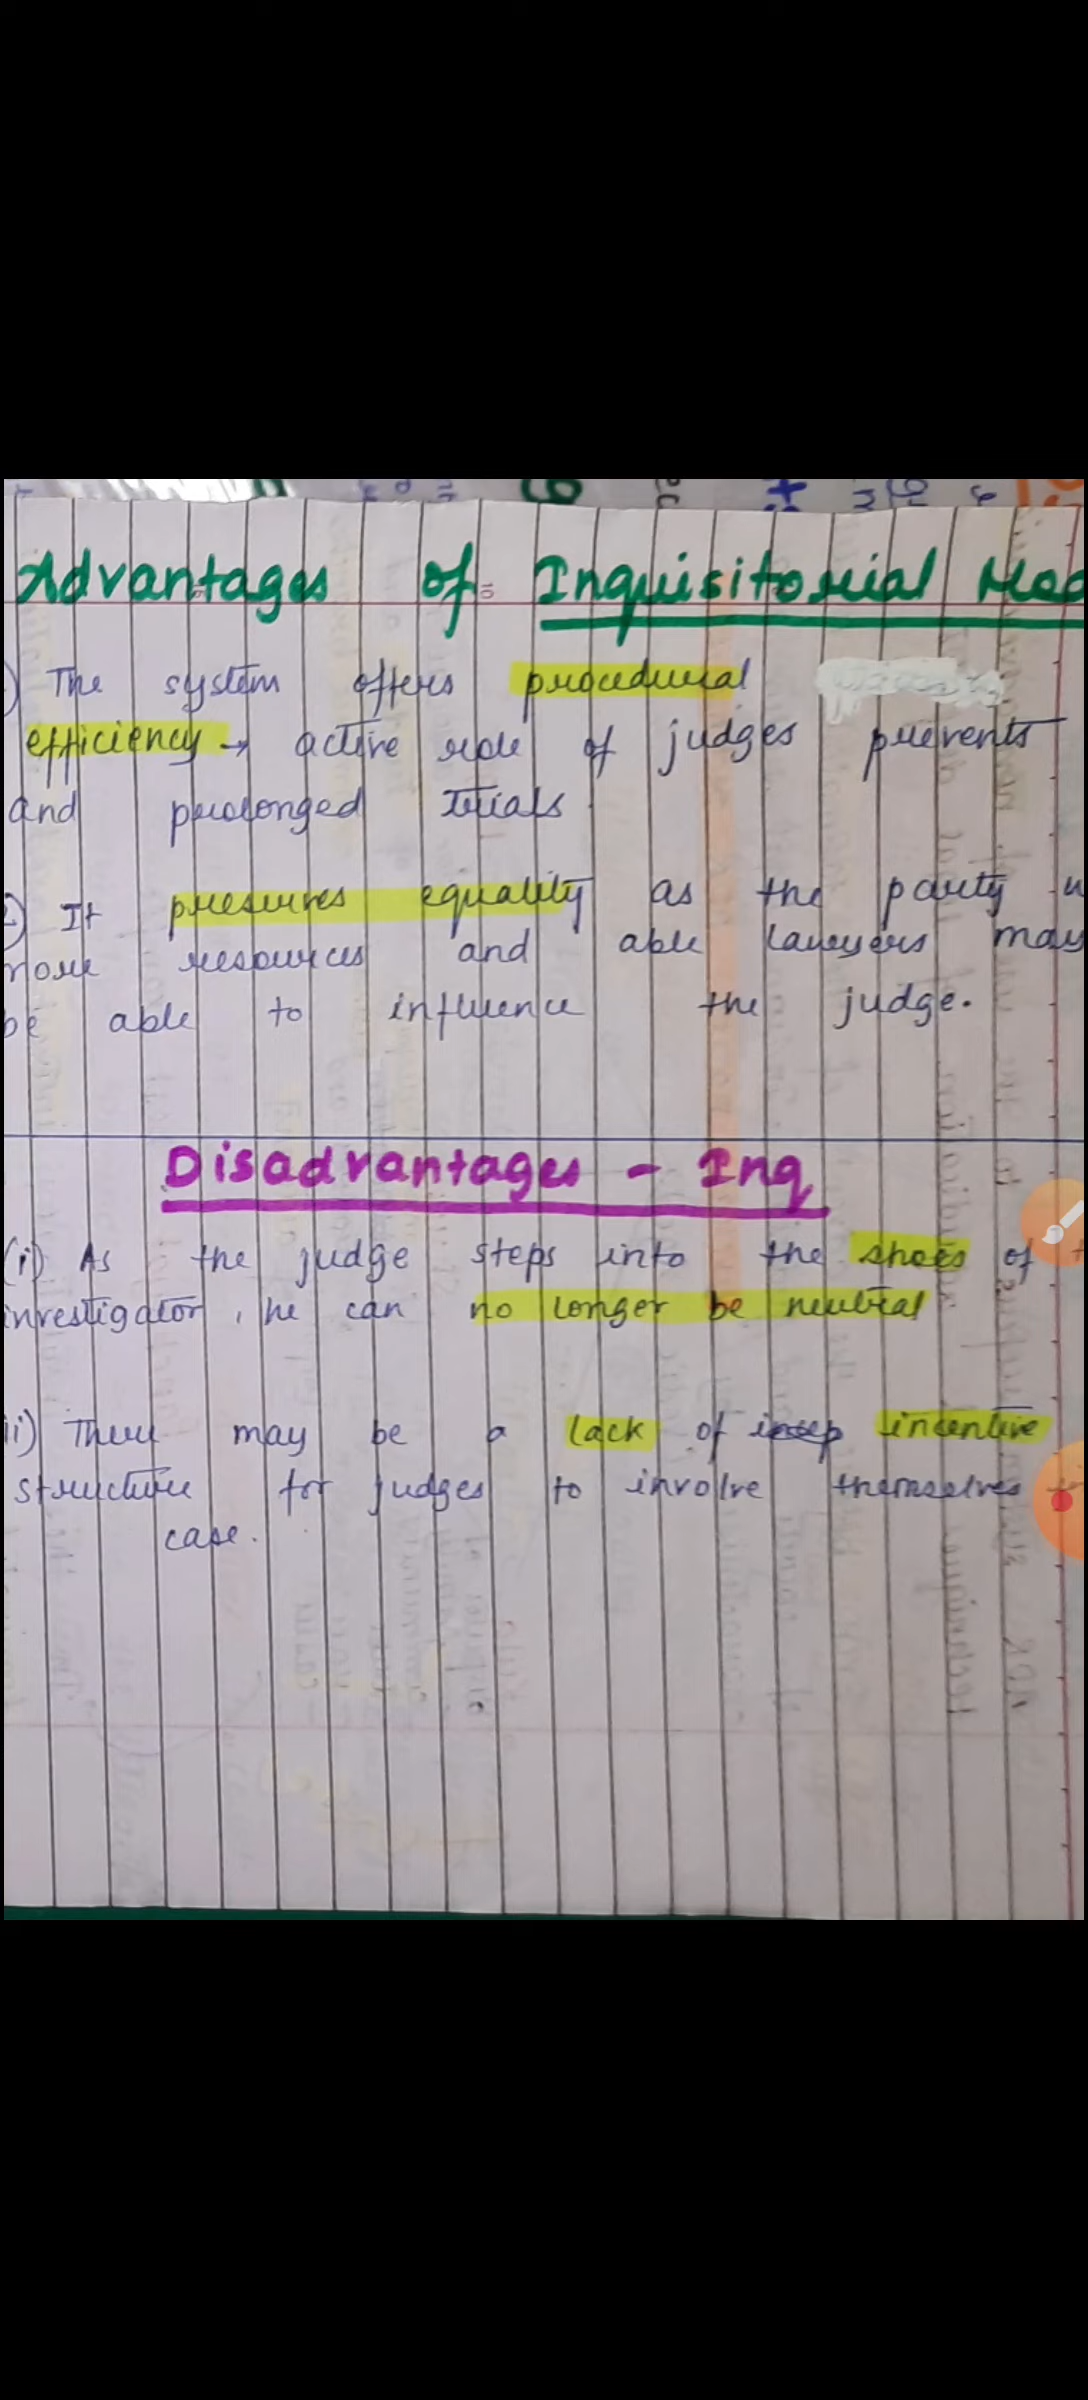 Advantages of Inquisitorial
The system offers procedural
efficiency → active role of judges prevents
and prolonged trials
2) It preserves equality as the party
more resources and able lawyers may
be able to influence the judge.
Disadvantages - Inq
(i) As the judge steps into the shoes of
investigator, he can no longer be neutral
ii) There may be a lack of incentive
structure for judges to involve themselves
case.